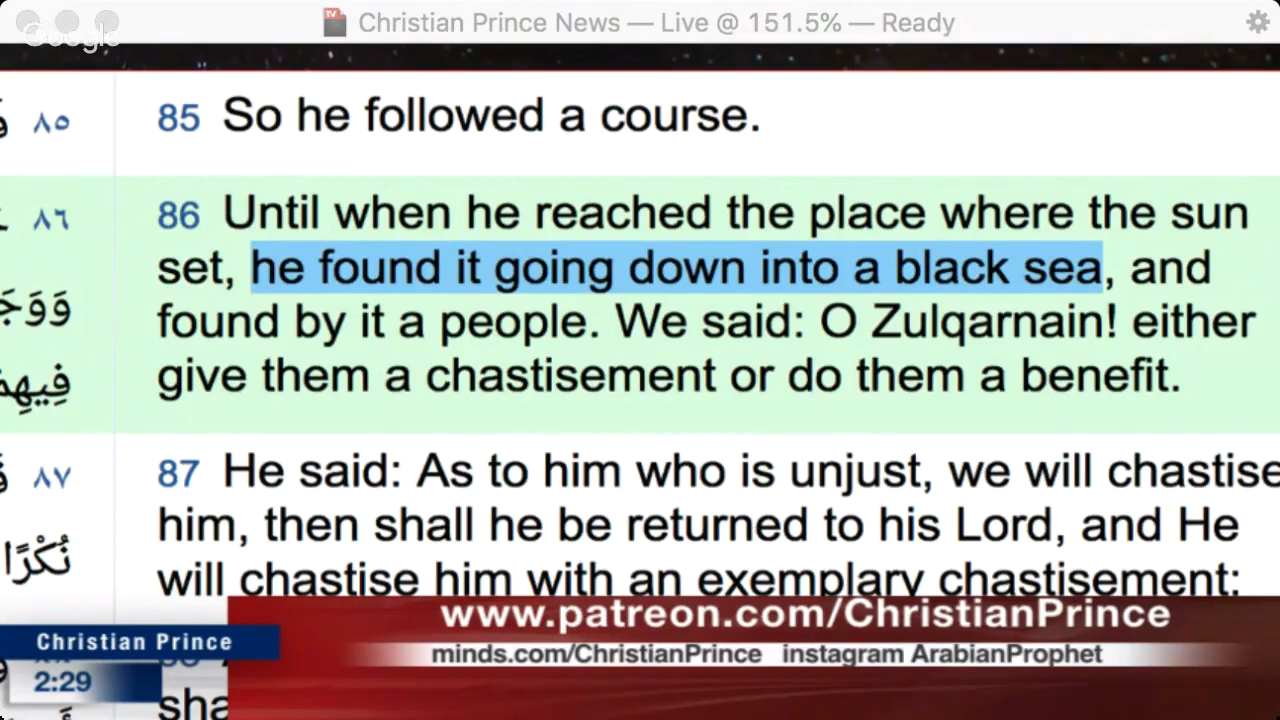 Christian Prince News — Live @ 151.5% — Ready
Google
TV
٨٥
85 So he followed a course.
٨٦
86 Until when he reached the place where the sun
set, he found it going down into a black sea, and
found by it a people. We said: O Zulqarnain! either
give them a chastisement or do them a benefit.
٨٧
87 He said: As to him who is unjust, we will chastise
him, then shall he be returned to his Lord, and He
نُكْرًا
will chastise him with an exemplary chastisement:
www.patreon.com/ChristianPrince
Christian Prince
minds.com/ChristianPrince instagram ArabianProphet
2:29